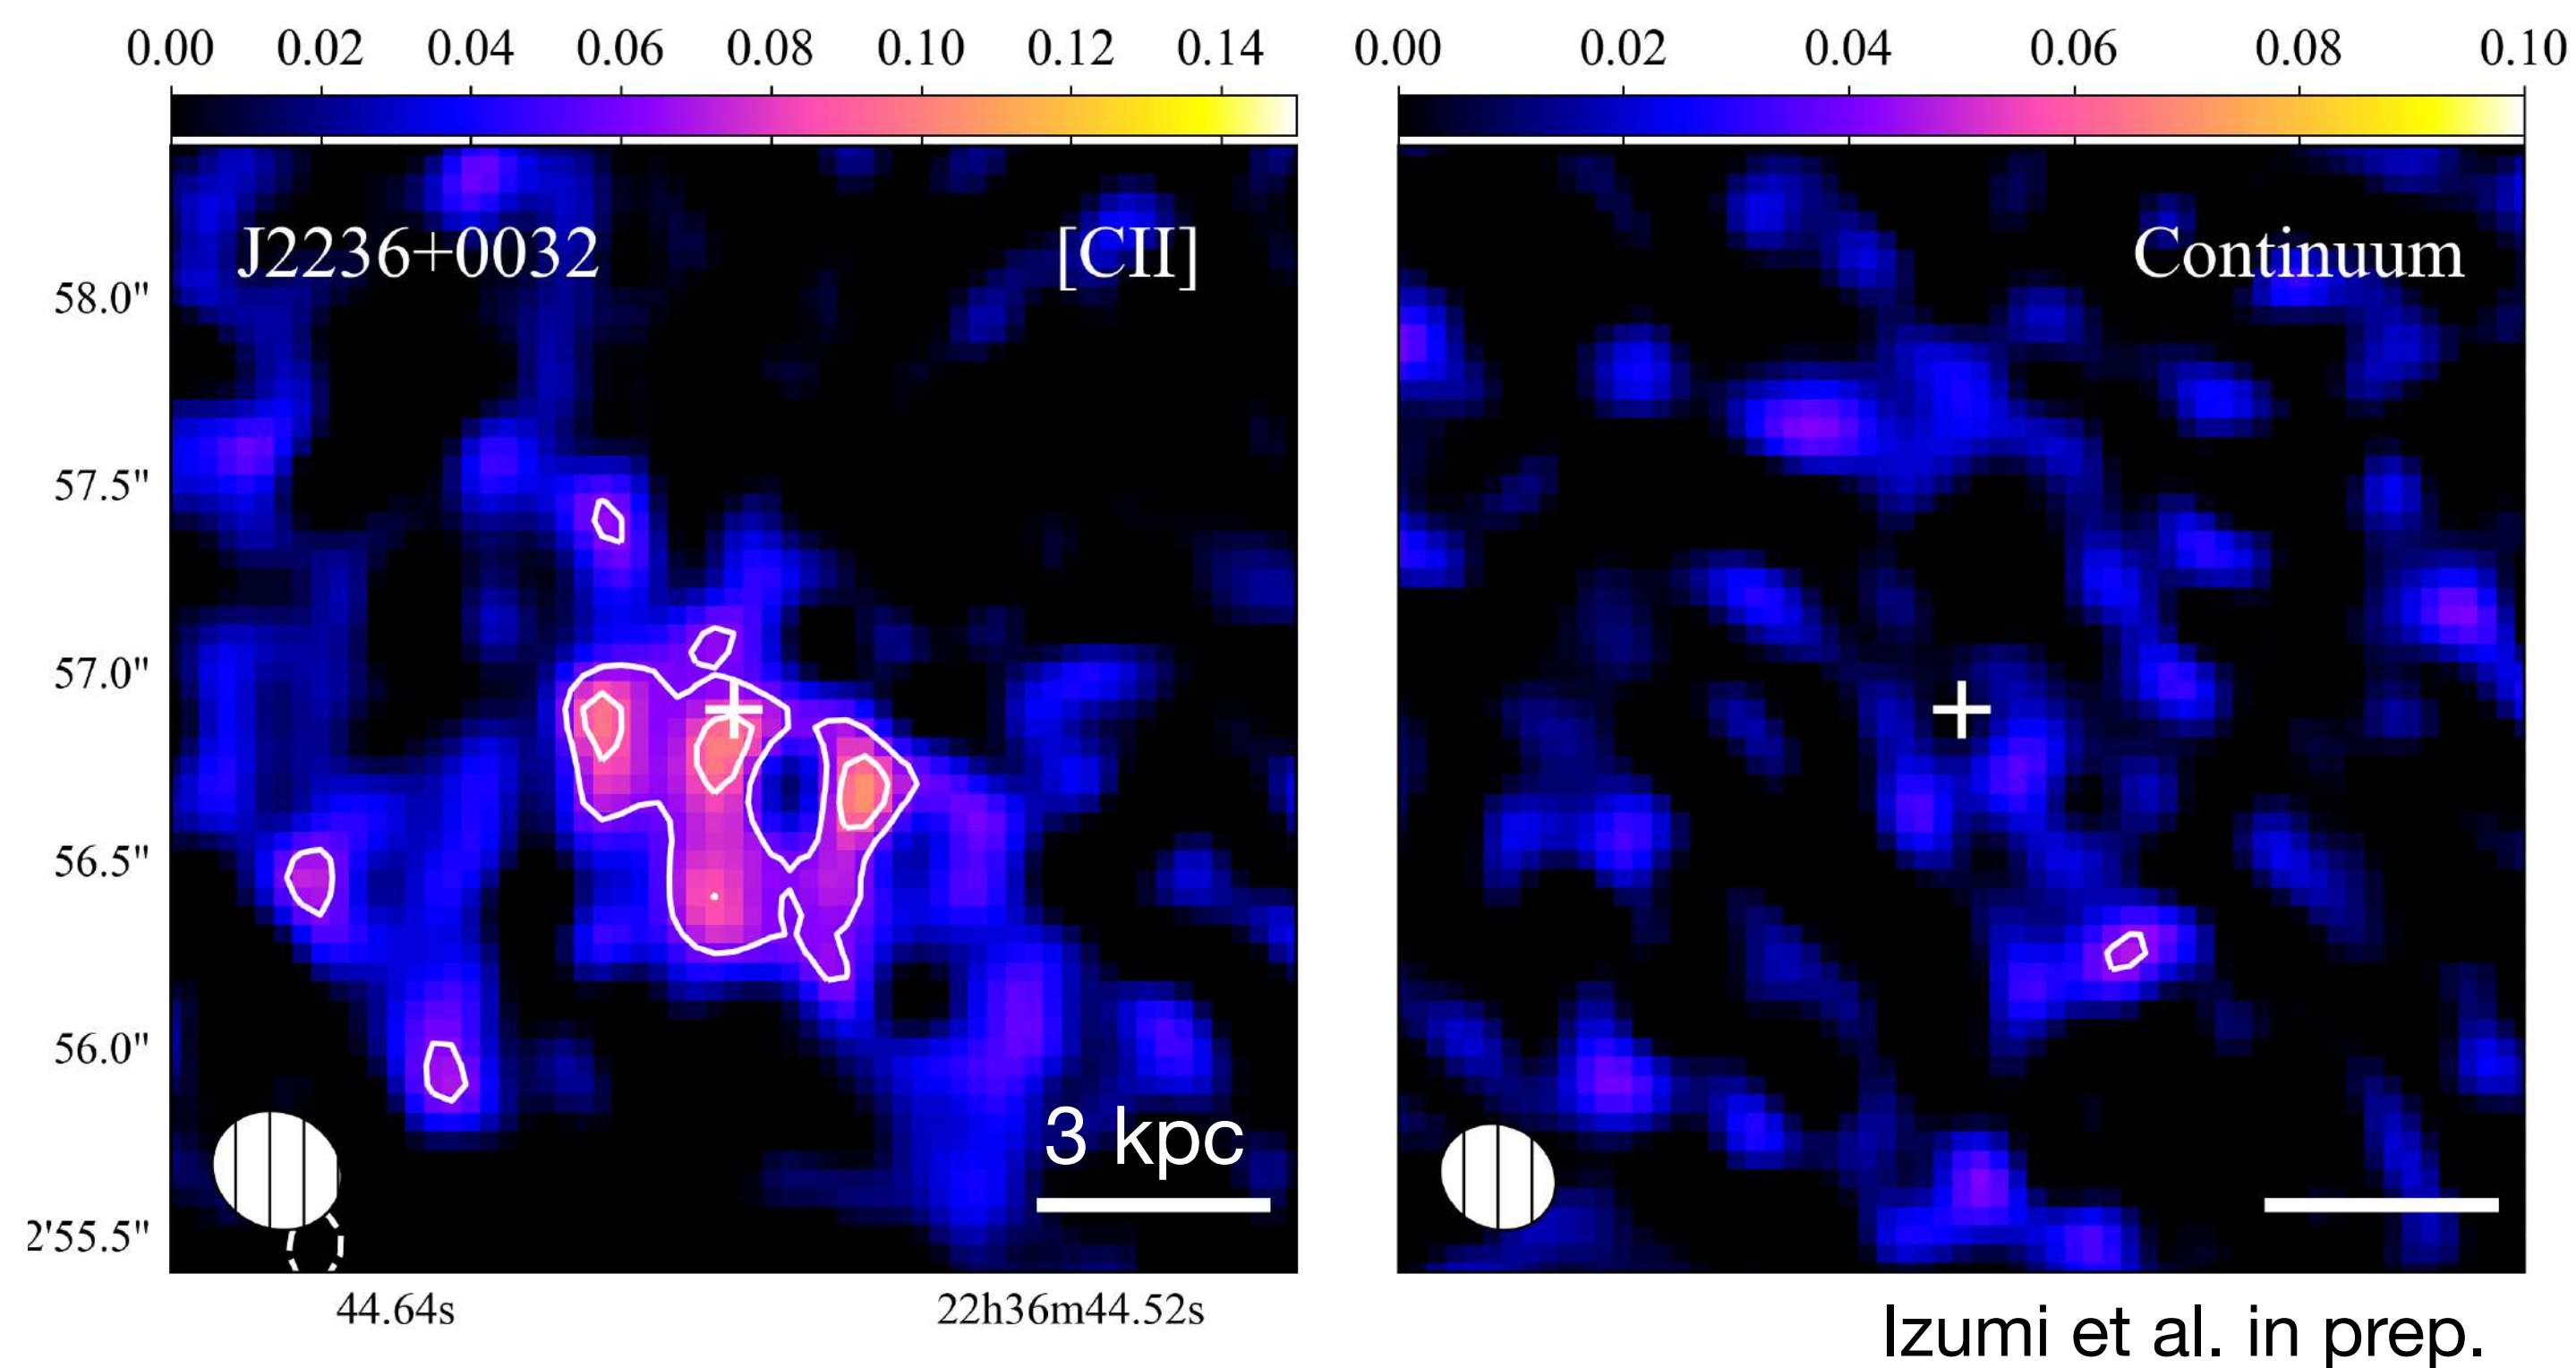 0.00 0.02 0.04 0.06 0.08 0.10 0.12 0.14
0.00 0.02 0.04 0.06 0.08 0.10
J2236+0032 [CII]
Continuum
58.0"
57.5"
57.0"
56.5"
56.0"
2'55.5"
3 kpc
44.64s 22h36m44.52s
Izumi et al. in prep.